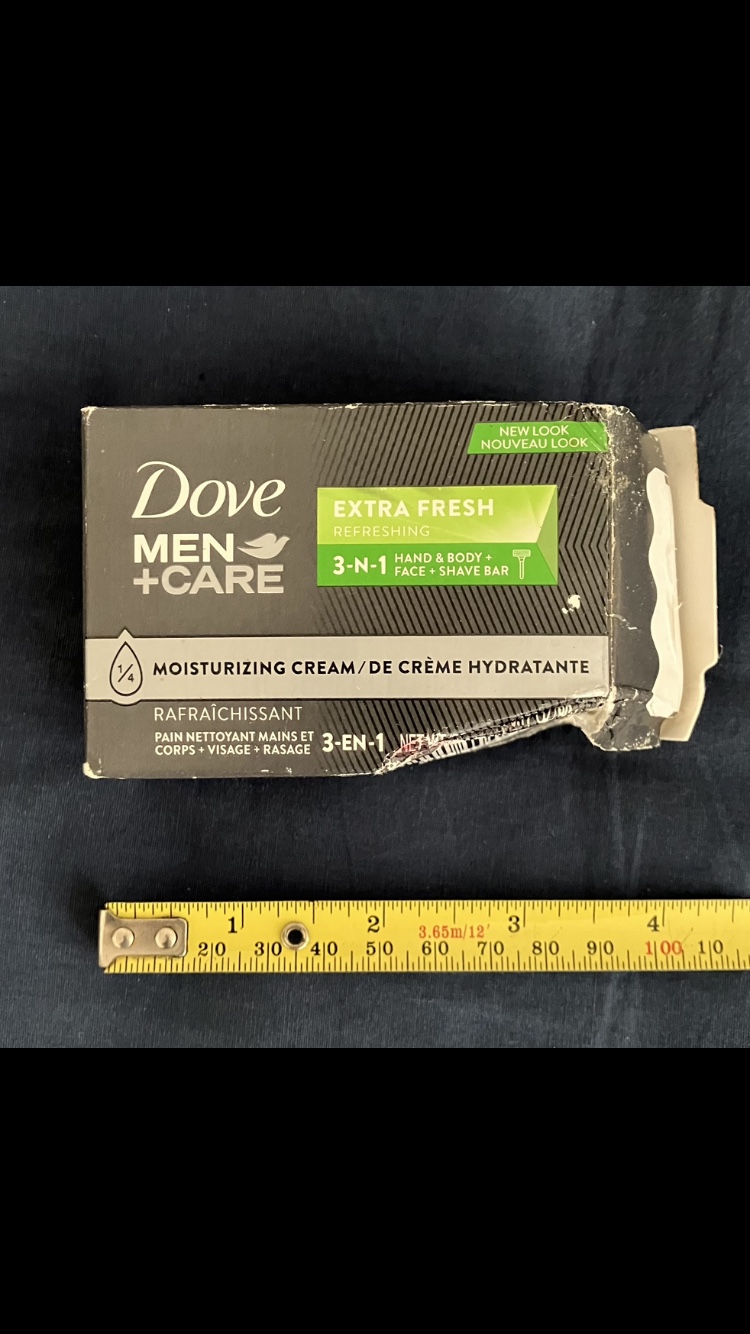 NEW LOOK
NOUVEAU LOOK
Dove
MEN
+CARE
EXTRA FRESH
REFRESHING
3-N-1 HAND & BODY +
FACE + SHAVE BAR
1/4 MOISTURIZING CREAM/DE CRÈME HYDRATANTE
RAFRAÎCHISSANT
PAIN NETTOYANT MAINS ET
CORPS + VISAGE + RASAGE
3-EN-1
1 2 3 4
3.65m/12'
20 30 40 50 60 70 80 90 100 10